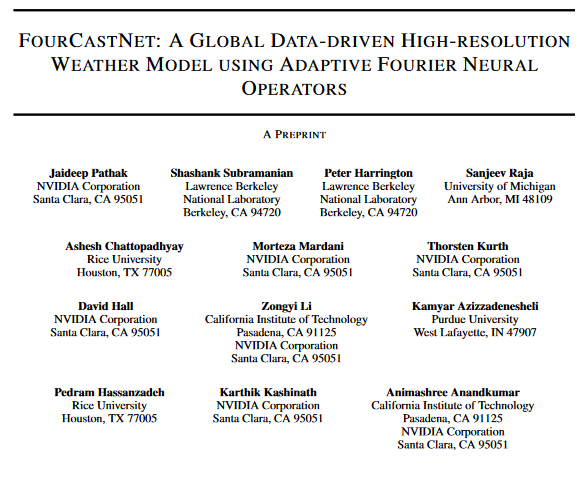 FOURCASTNET: A GLOBAL DATA-DRIVEN HIGH-RESOLUTION
WEATHER MODEL USING ADAPTIVE FOURIER NEURAL
OPERATORS
A PREPRINT
Jaideep Pathak
NVIDIA Corporation
Santa Clara, CA 95051
Shashank Subramanian
Lawrence Berkeley
National Laboratory
Berkeley, CA 94720
Peter Harrington
Lawrence Berkeley
National Laboratory
Berkeley, CA 94720
Sanjeev Raja
University of Michigan
Ann Arbor, MI 48109
Ashesh Chattopadhyay
Rice University
Houston, TX 77005
Morteza Mardani
NVIDIA Corporation
Santa Clara, CA 95051
Thorsten Kurth
NVIDIA Corporation
Santa Clara, CA 95051
David Hall
NVIDIA Corporation
Santa Clara, CA 95051
Zongyi Li
California Institute of Technology
Pasadena, CA 91125
NVIDIA Corporation
Santa Clara, CA 95051
Kamyar Azizzadenesheli
Purdue University
West Lafayette, IN 47907
Pedram Hassanzadeh
Rice University
Houston, TX 77005
Karthik Kashinath
NVIDIA Corporation
Santa Clara, CA 95051
Animashree Anandkumar
California Institute of Technology
Pasadena, CA 91125
NVIDIA Corporation
Santa Clara, CA 95051